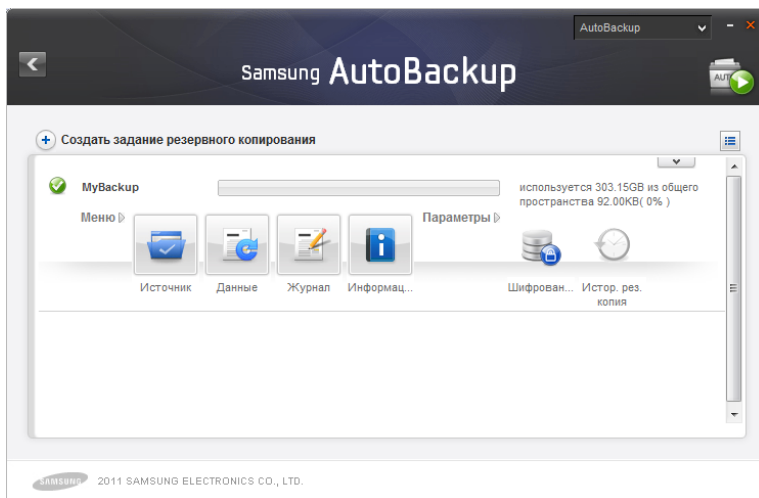 AutoBackup
Samsung AutoBackup
AUTO
Создать задание резервного копирования
MyBackup
используется 303.15GB из общего
пространства 92.00KB( 0% )
Меню
Параметры
Источник
Данные
Журнал
Информац...
Шифрован...
Истор. рез.
копия
SAMSUNG
2011 SAMSUNG ELECTRONICS CO., LTD.